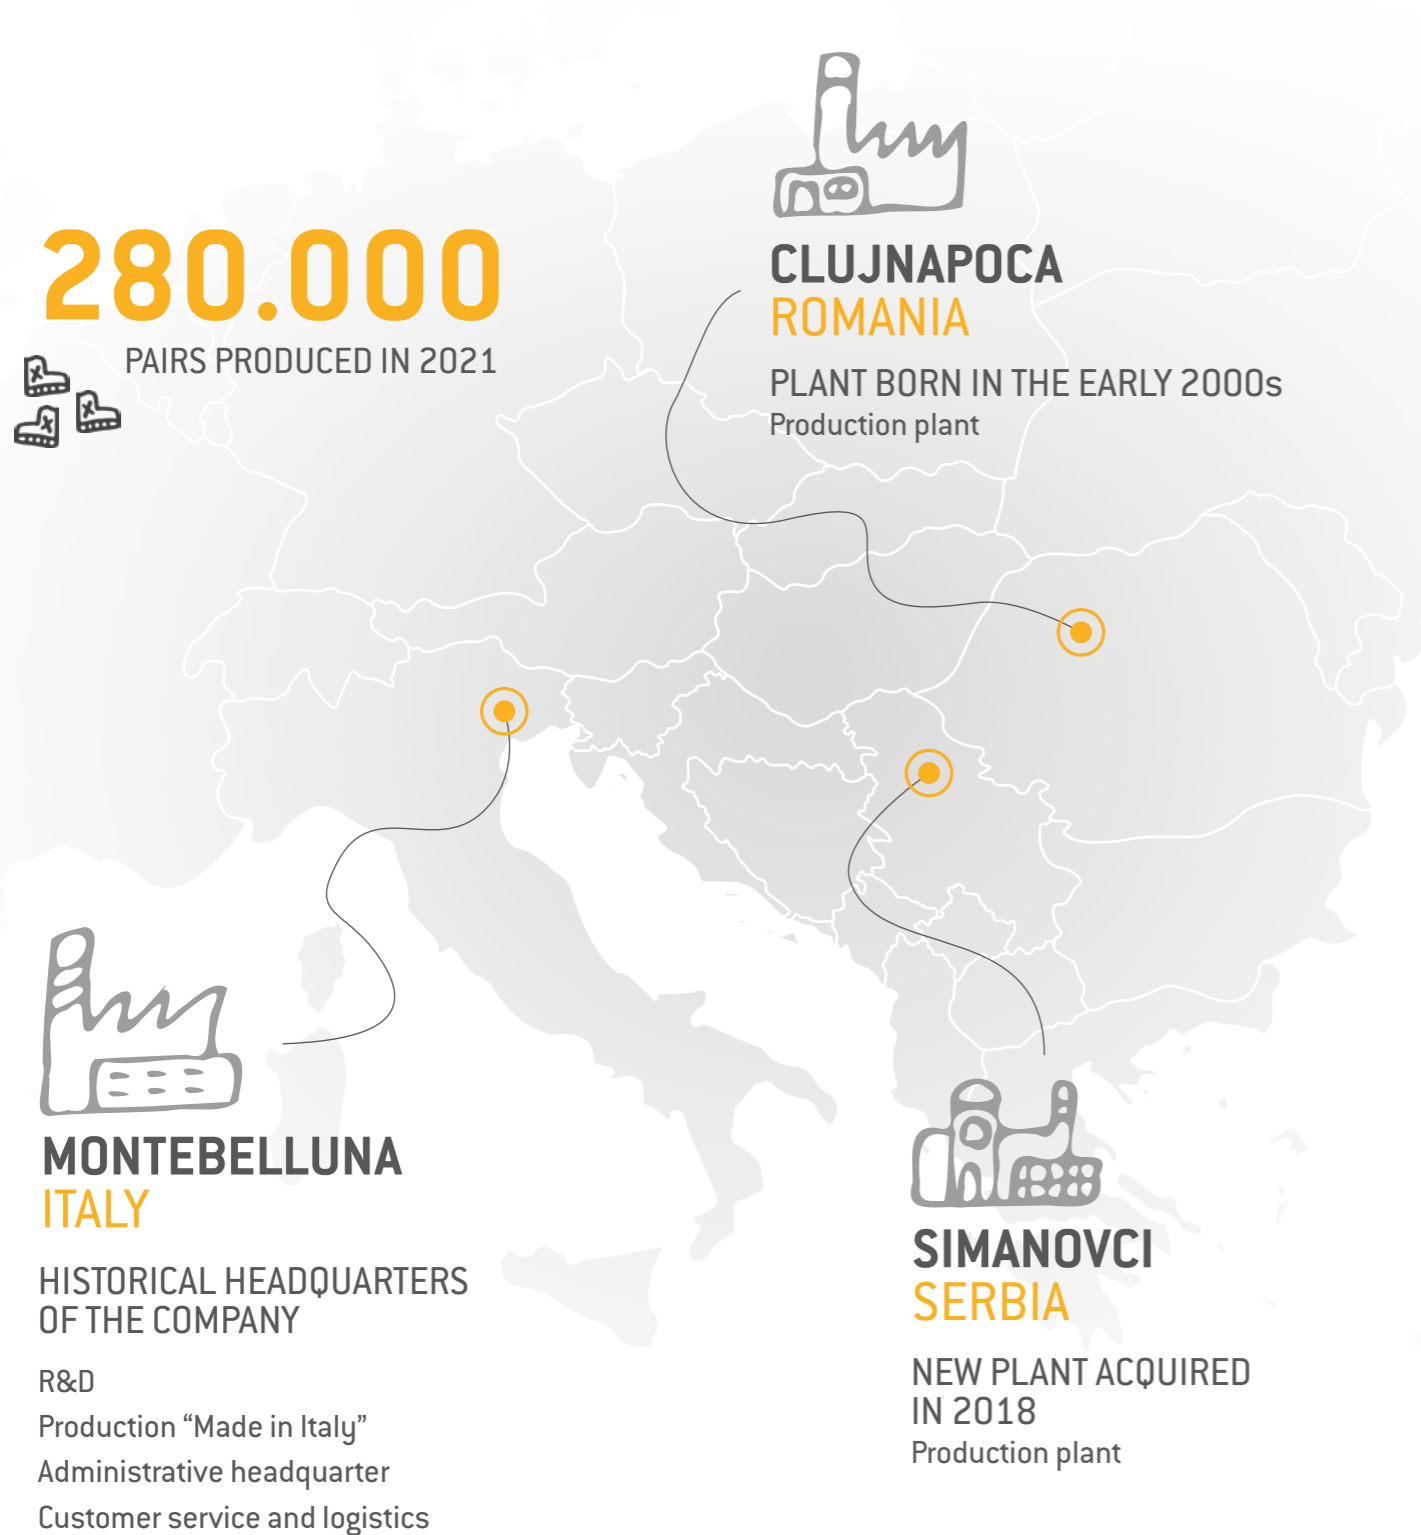 280.000
PAIRS PRODUCED IN 2021
CLUJNAPOCA
ROMANIA
PLANT BORN IN THE EARLY 2000s
Production plant
MONTEBELLUNA
ITALY
HISTORICAL HEADQUARTERS
OF THE COMPANY
R&D
Production “Made in Italy”
Administrative headquarter
Customer service and logistics
SIMANOVCI
SERBIA
NEW PLANT ACQUIRED
IN 2018
Production plant